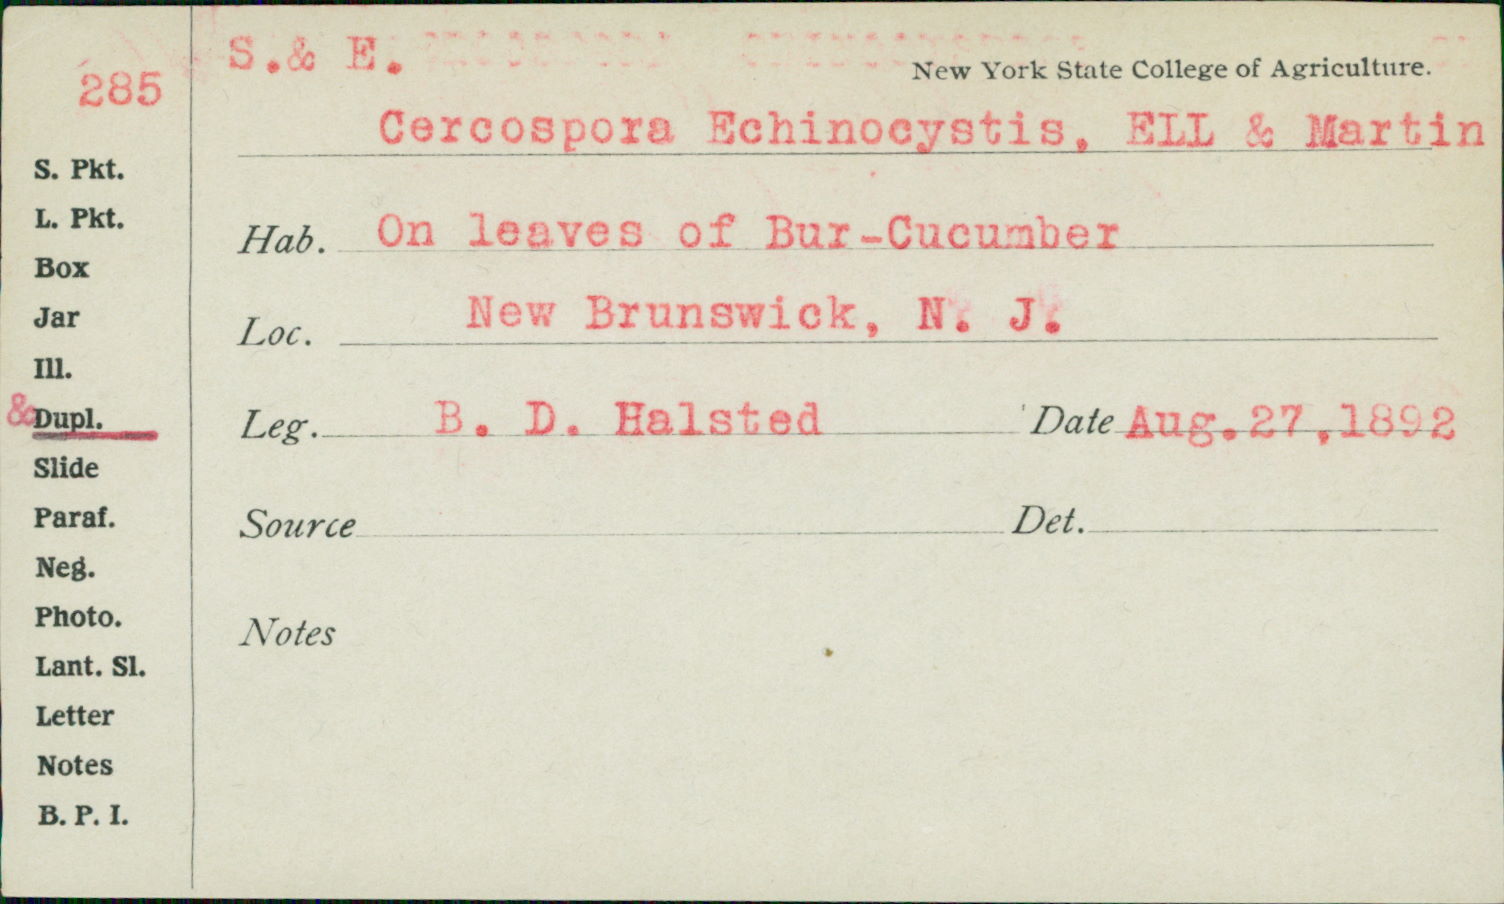 S.& E.
New York State College of Agriculture.
285
Cercospora Echinocystis, ELL & Martin
S. Pkt.
L. Pkt.
Box
Jar
Ill.
& Dupl.
Slide
Paraf.
Neg.
Photo.
Lant. Sl.
Letter
Notes
B. P. I.
Hab. On leaves of Bur-Cucumber
Loc. New Brunswick, N. J.
Leg. B. D. Halsted Date Aug.27,1892
Source Det.
Notes